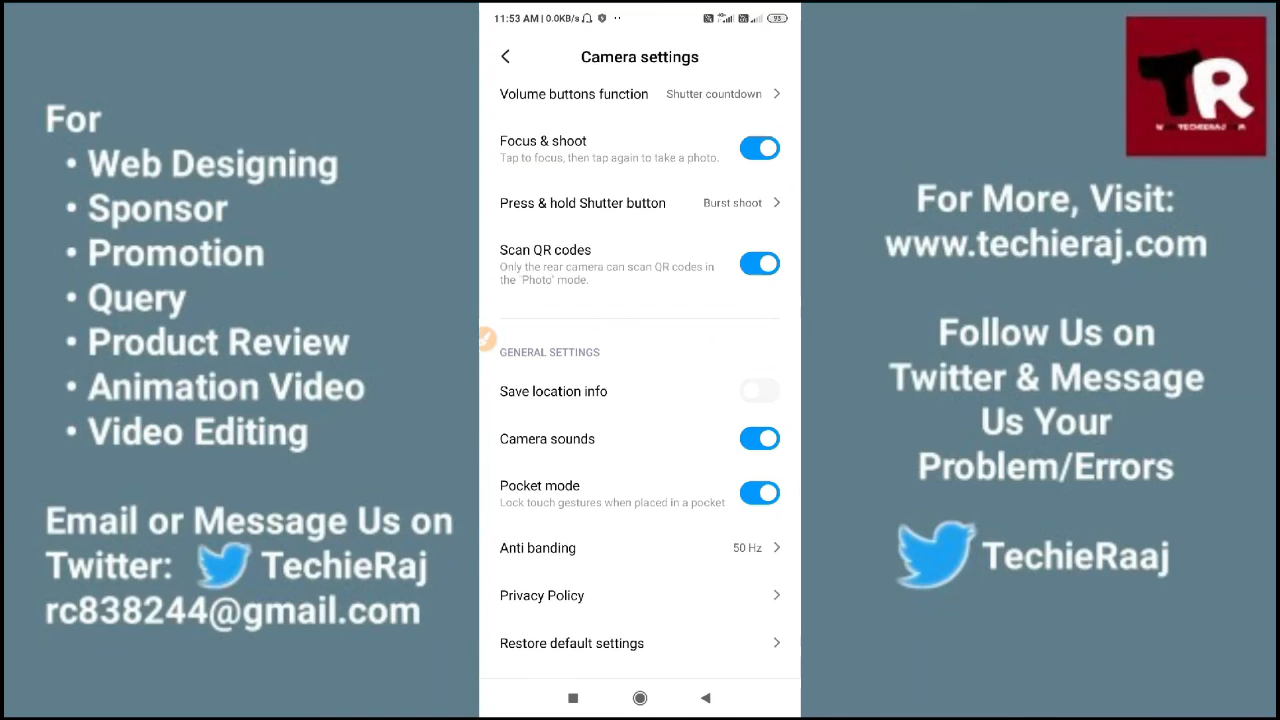 For
• Web Designing
• Sponsor
• Promotion
• Query
• Product Review
• Animation Video
• Video Editing
Email or Message Us on
Twitter: TechieRaj
rc838244@gmail.com
11:53 AM | 0.0KB/s
93
Camera settings
Volume buttons function Shutter countdown
Focus & shoot
Tap to focus, then tap again to take a photo.
Press & hold Shutter button Burst shoot
Scan QR codes
Only the rear camera can scan QR codes in
the 'Photo' mode.
GENERAL SETTINGS
Save location info
Camera sounds
Pocket mode
Lock touch gestures when placed in a pocket
Anti banding 50 Hz
Privacy Policy
Restore default settings
TR
For More, Visit:
www.techieraj.com
Follow Us on
Twitter & Message
Us Your
Problem/Errors
TechieRaaj